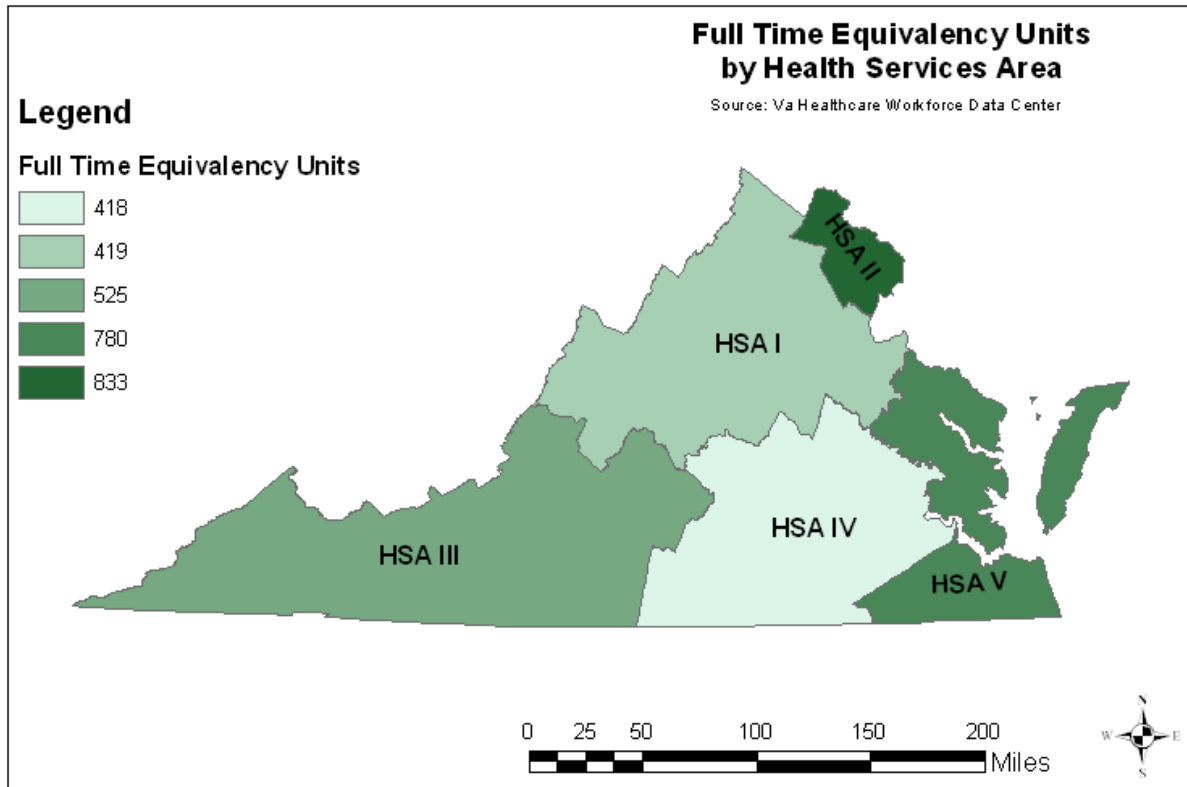 Full Time Equivalency Units
by Health Services Area
Source: Va Healthcare Workforce Data Center
Legend
Full Time Equivalency Units
418
419
525
780
833
HSA II
HSA I
HSA IV
HSA III
HSA V
0 25 50 100 150 200
Miles
N
W E
S